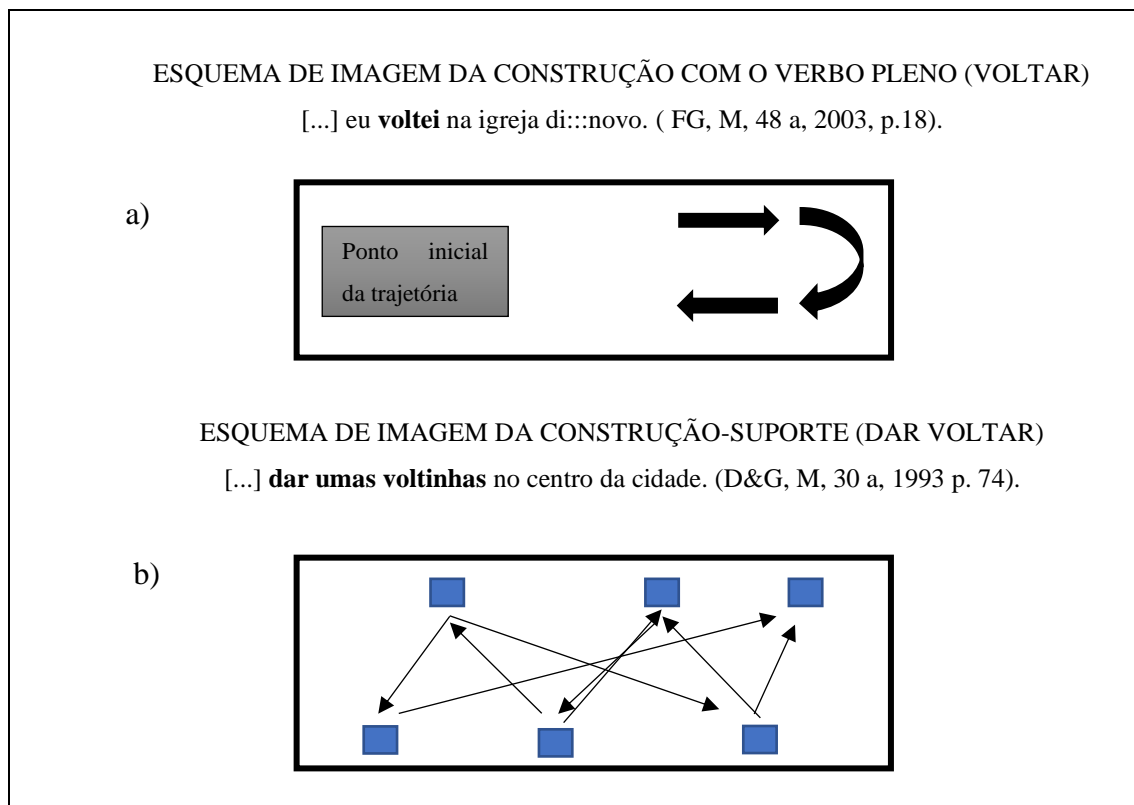 ESQUEMA DE IMAGEM DA CONSTRUÇÃO COM O VERBO PLENO (VOLTAR)
[...] eu voltei na igreja di:::novo. ( FG, M, 48 a, 2003, p.18).
a)
Ponto inicial
da trajetória
ESQUEMA DE IMAGEM DA CONSTRUÇÃO-SUPORTE (DAR VOLTAR)
[...] dar umas voltinhas no centro da cidade. (D&G, M, 30 a, 1993 p. 74).
b)